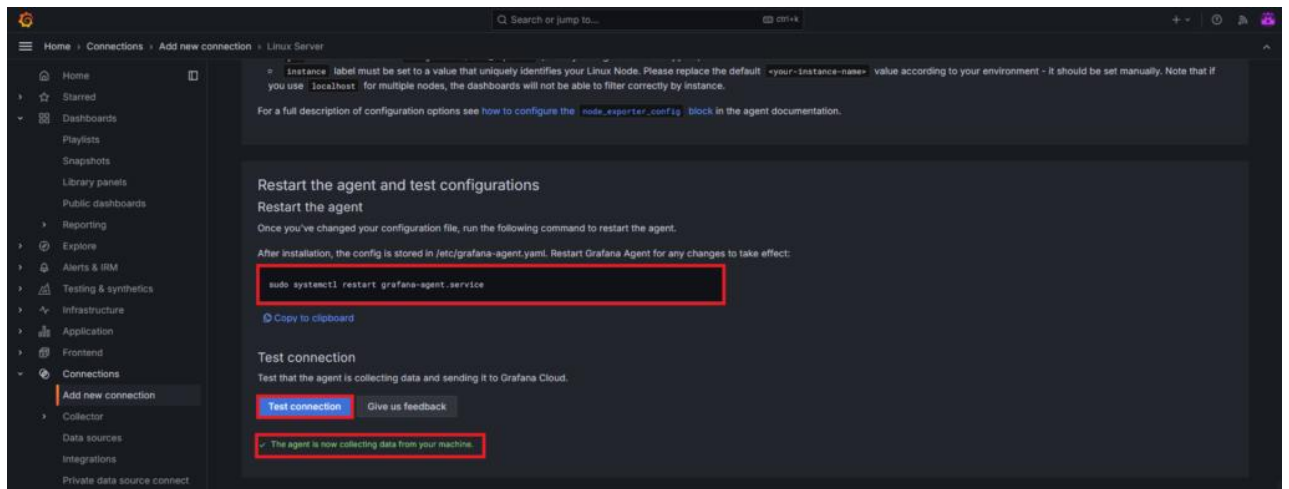 Search or jump to...
ctrl+k
Home › Connections › Add new connection › Linux Server
Home
Starred
Dashboards
Playlists
Snapshots
Library panels
Public dashboards
Reporting
Explore
Alerts & IRM
Testing & synthetics
Infrastructure
Application
Frontend
Connections
Add new connection
Collector
Data sources
Integrations
Private data source connect
instance label must be set to a value that uniquely identifies your Linux Node. Please replace the default <your-instance-name> value according to your environment - it should be set manually. Note that if
you use localhost for multiple nodes, the dashboards will not be able to filter correctly by instance.
For a full description of configuration options see how to configure the node_exporter_config block in the agent documentation.
Restart the agent and test configurations
Restart the agent
Once you've changed your configuration file, run the following command to restart the agent.
After installation, the config is stored in /etc/grafana-agent.yaml. Restart Grafana Agent for any changes to take effect:
sudo systemctl restart grafana-agent.service
Copy to clipboard
Test connection
Test that the agent is collecting data and sending it to Grafana Cloud.
Test connection
Give us feedback
The agent is now collecting data from your machine.